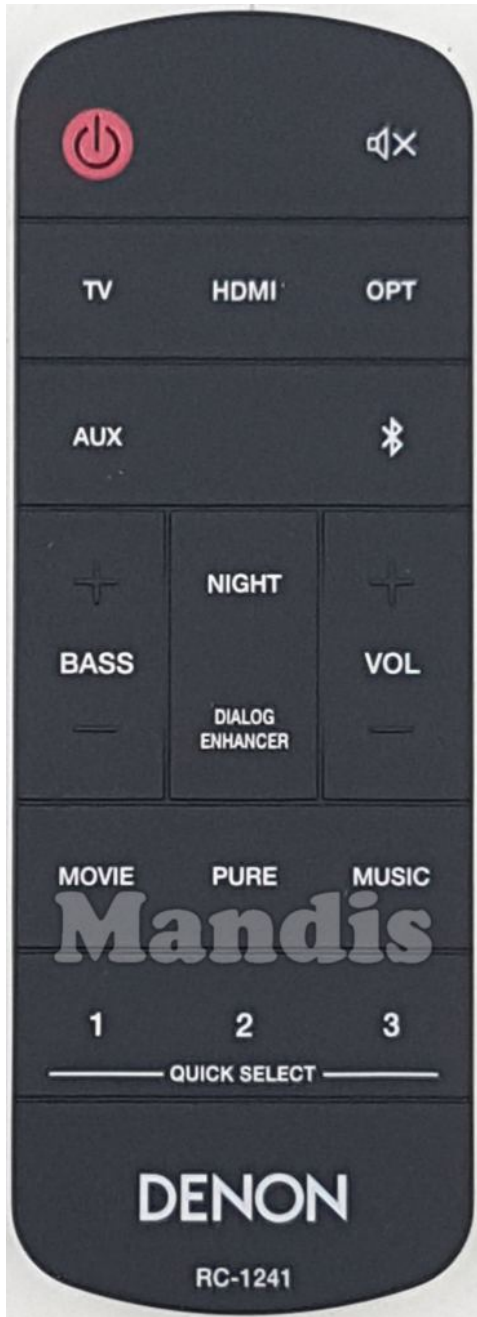 TV HDMI OPT
AUX
+ NIGHT +
BASS VOL
- DIALOG -
ENHANCER
MOVIE PURE MUSIC
Mandis
1 2 3
QUICK SELECT
DENON
RC-1241